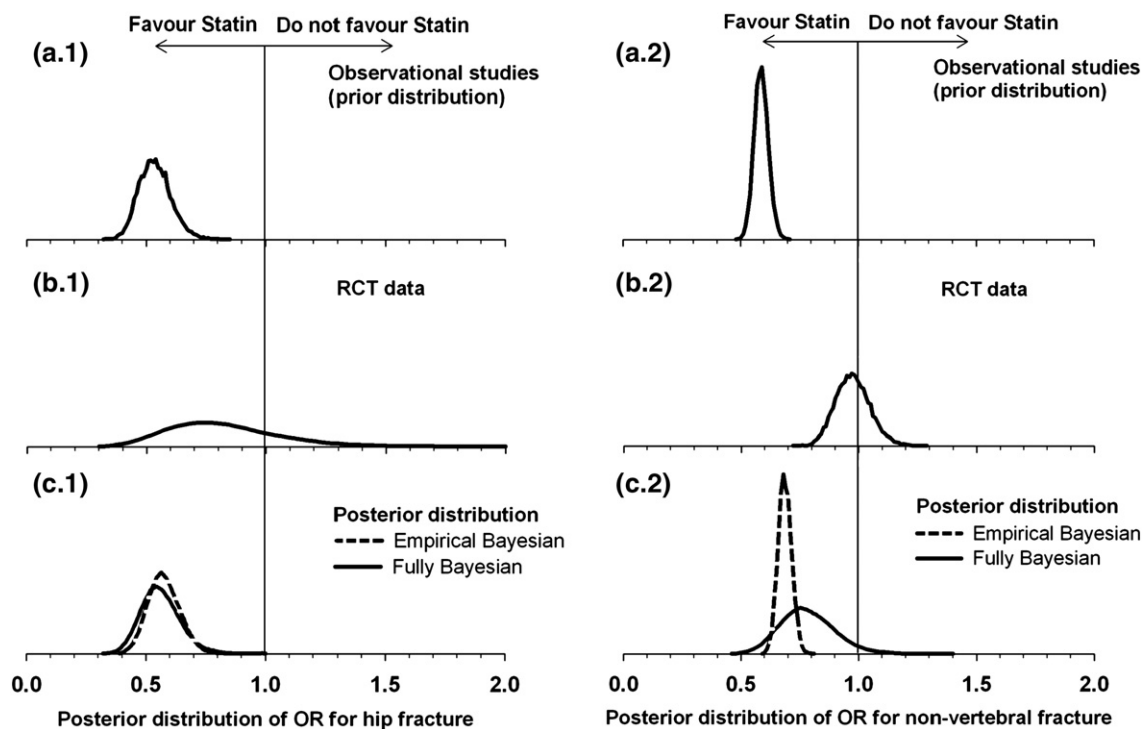 Favour Statin Do not favour Statin
(a.1)
Observational studies
(prior distribution)
(b.1)
RCT data
(c.1)
Posterior distribution
Empirical Bayesian
Fully Bayesian
0.0 0.5 1.0 1.5 2.0
Posterior distribution of OR for hip fracture
Favour Statin Do not favour Statin
(a.2)
Observational studies
(prior distribution)
(b.2)
RCT data
(c.2)
Posterior distribution
Empirical Bayesian
Fully Bayesian
0.0 0.5 1.0 1.5 2.0
Posterior distribution of OR for non-vertebral fracture